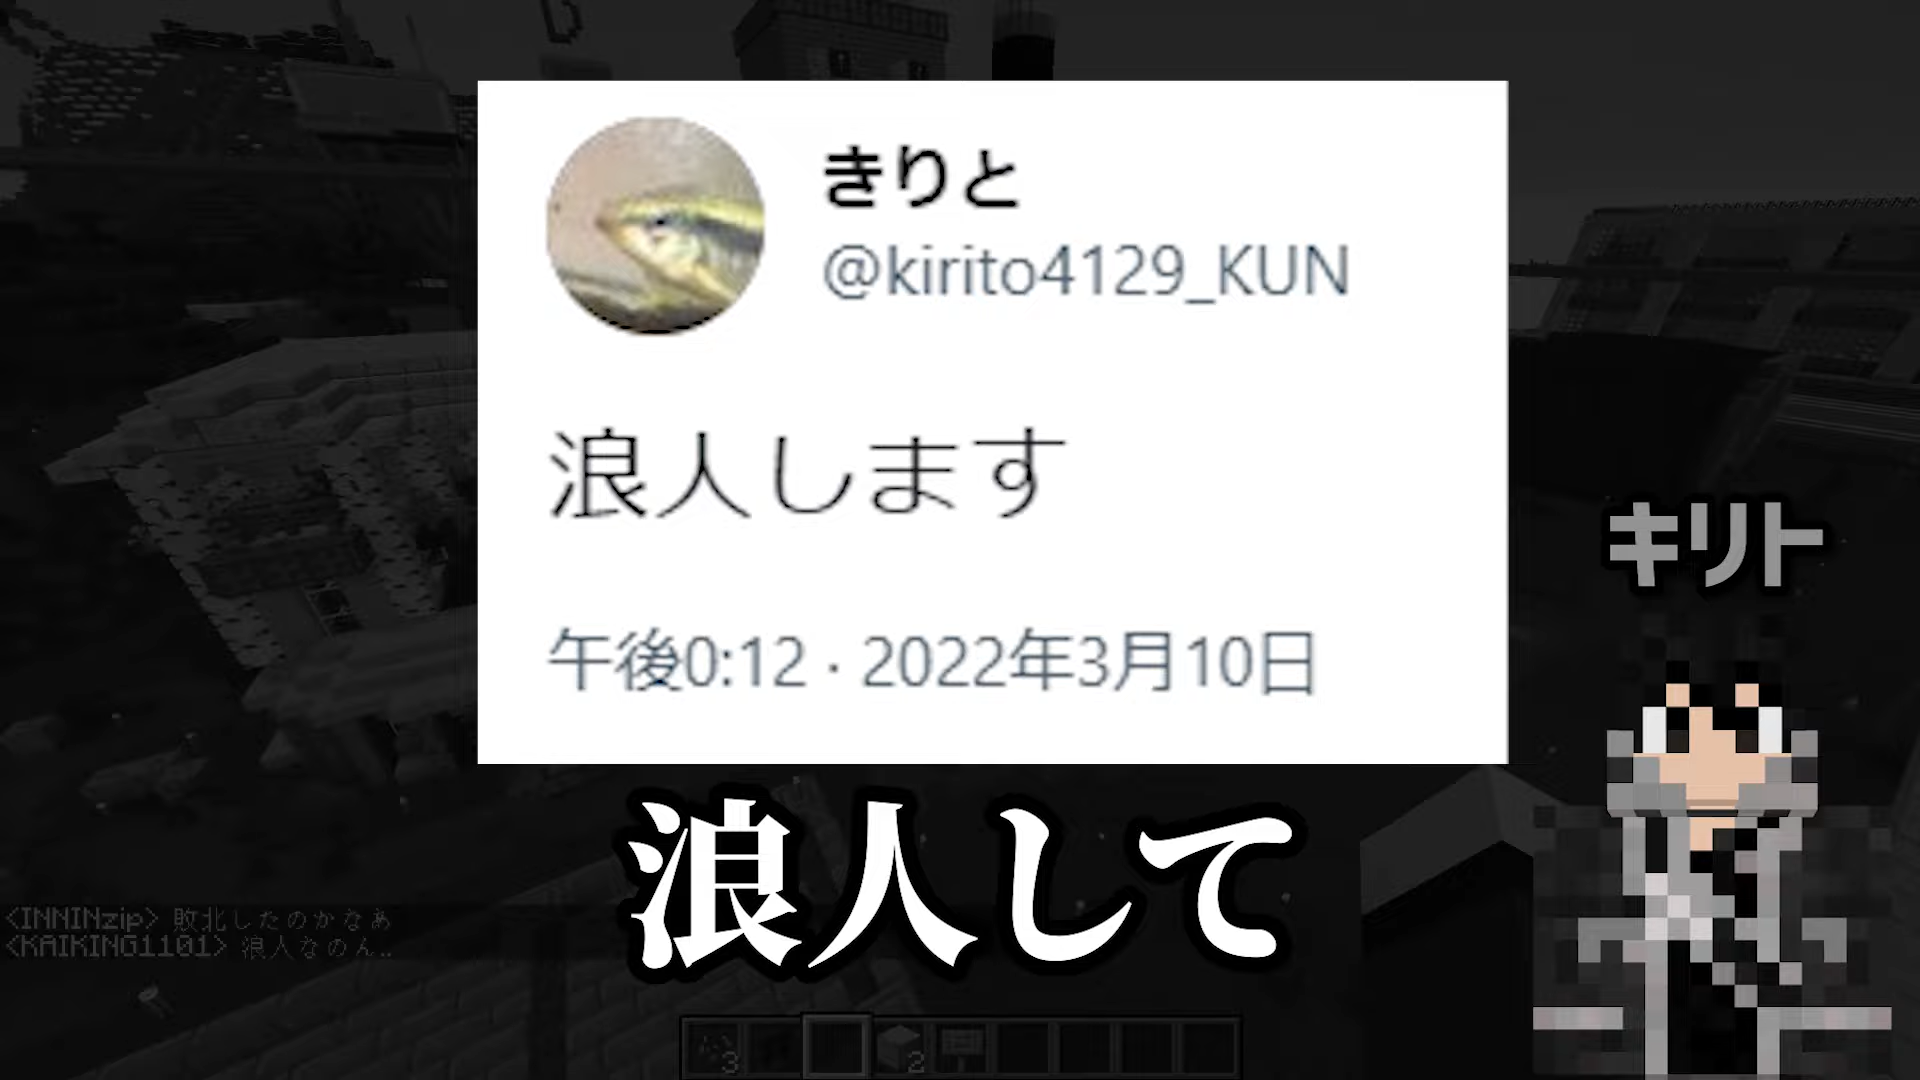 きりと
@kirito4129_KUN
浪人します
午後0:12 · 2022年3月10日
キリト
浪人して
<INNINzip> 敗北したのかなあ
<KAIKING1101> 浪人なのん..
3
2